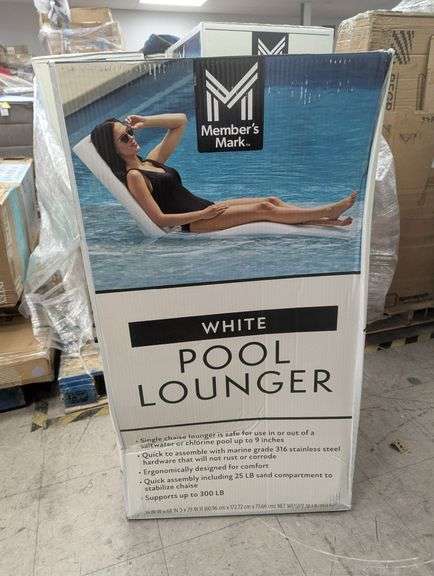 Member's
Mark™
WHITE
POOL
LOUNGER
• Single chaise lounger is safe for use in or out of a
saltwater or chlorine pool up to 9 inches
• Quick to assemble with marine grade 316 stainless steel
hardware that will not rust or corrode
• Ergonomically designed for comfort
• Quick assembly including 25 LB sand compartment to
stabilize chaise
• Supports up to 300 LB